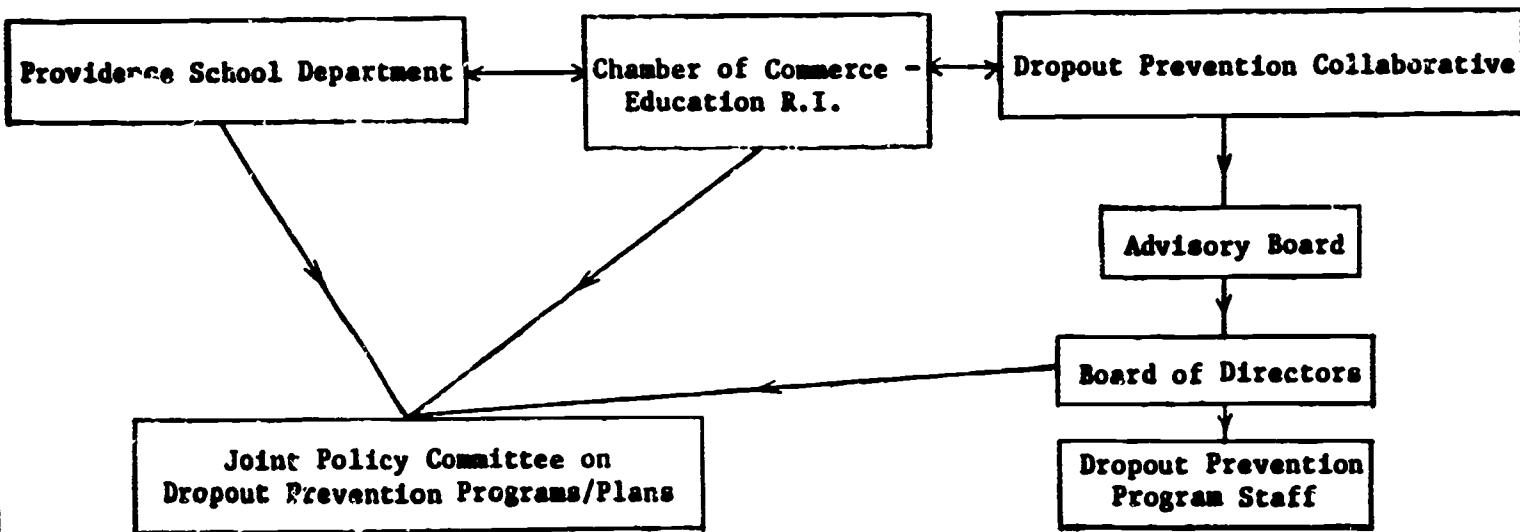 Providence School Department
Chamber of Commerce -
Education R.I.
Dropout Prevention Collaborative
Advisory Board
Board of Directors
Joint Policy Committee on
Dropout Prevention Programs/Plans
Dropout Prevention
Program Staff